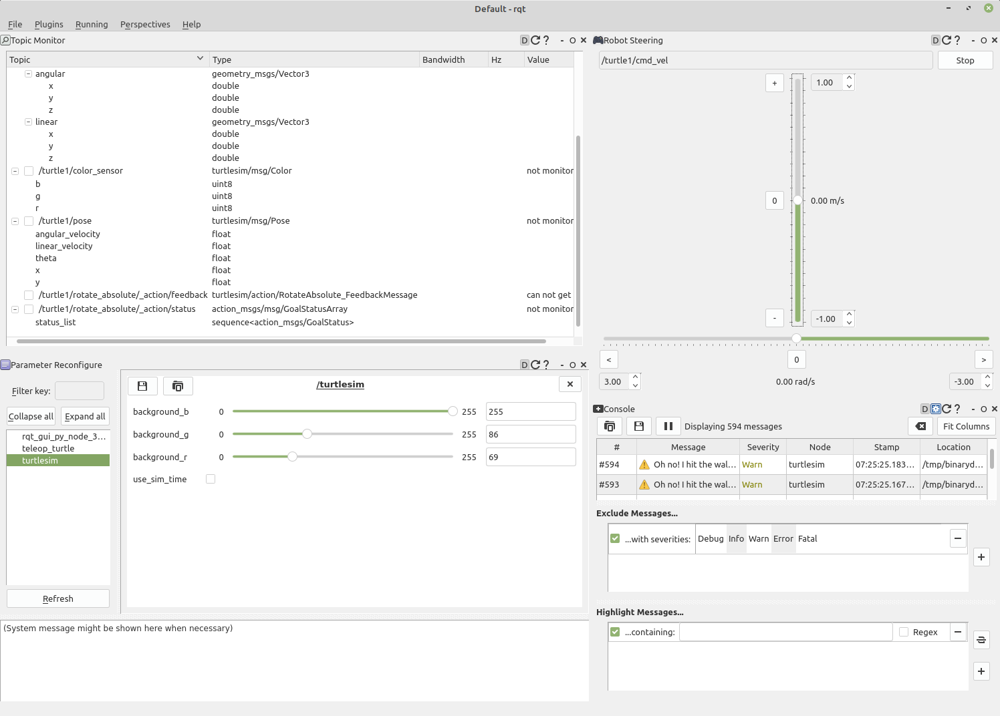 Default - rqt
File Plugins Running Perspectives Help
Topic Monitor
D ? - O ×
Topic Type Bandwidth Hz Value
angular geometry_msgs/Vector3
x double
y double
z double
linear geometry_msgs/Vector3
x double
y double
z double
/turtle1/color_sensor turtlesim/msg/Color not monitor
b uint8
g uint8
r uint8
/turtle1/pose turtlesim/msg/Pose not monitor
angular_velocity float
linear_velocity float
theta float
x float
y float
/turtle1/rotate_absolute/_action/feedback turtlesim/action/RotateAbsolute_FeedbackMessage can not get
/turtle1/rotate_absolute/_action/status action_msgs/msg/GoalStatusArray not monitor
status_list sequence<action_msgs/GoalStatus>
Parameter Reconfigure
D ? - O ×
Filter key:
Collapse all Expand all
rqt_gui_py_node_3...
teleop_turtle
turtlesim
Refresh
/turtlesim
background_b 0 255 255
background_g 0 255 86
background_r 0 255 69
use_sim_time
(System message might be shown here when necessary)
Robot Steering
D ? - O ×
/turtle1/cmd_vel Stop
+ 1.00
0 0.00 m/s
- -1.00
< 0 >
3.00 0.00 rad/s -3.00
Console
D ? - O ×
Displaying 594 messages Fit Columns
# Message Severity Node Stamp Location
#594 Oh no! I hit the wal... Warn turtlesim 07:25:25.183... /tmp/binaryd...
#593 Oh no! I hit the wal... Warn turtlesim 07:25:25.167... /tmp/binaryd...
Exclude Messages...
...with severities: Debug Info Warn Error Fatal −
+
Highlight Messages...
...containing: Regex −
+